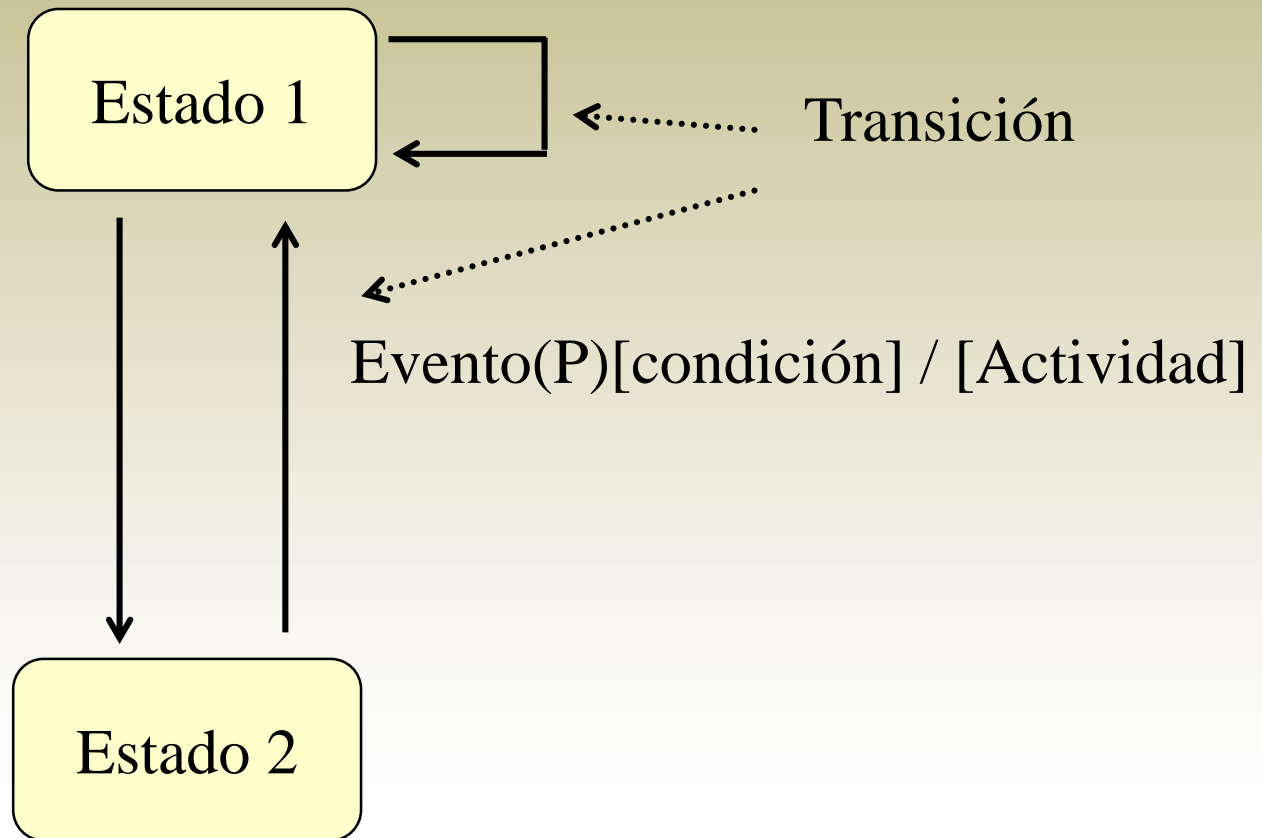 Estado 1
Transición
Evento(P)[condición] / [Actividad]
Estado 2